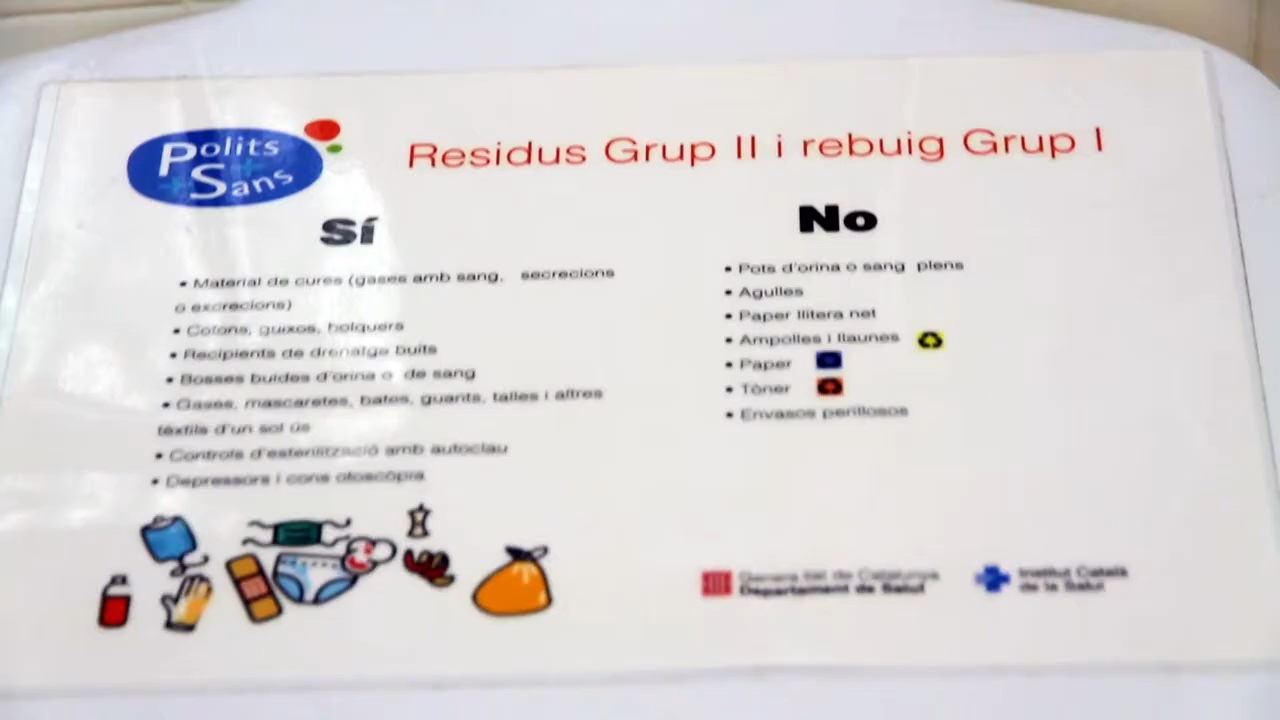 Polits
Sans
Residus Grup II i rebuig Grup I
Sí
• Material de cures (gases amb sang, secrecions
o excrecions)
• Cotons, guixos, bolquers
• Recipients de drenatge buits
• Bosses buides d'orina o de sang
• Gases, mascaretes, bates, guants, talles i altres
tèxtils d'un sol ús
• Controls d'esterilització amb autoclau
• Depressors i cons otoscòpia
No
• Pots d'orina o sang plens
• Agulles
• Paper llitera net
• Ampolles i llaunes
• Paper
• Tòner
• Envasos perillosos
Generalitat de Catalunya
Departament de Salut
Institut Català
de la Salut